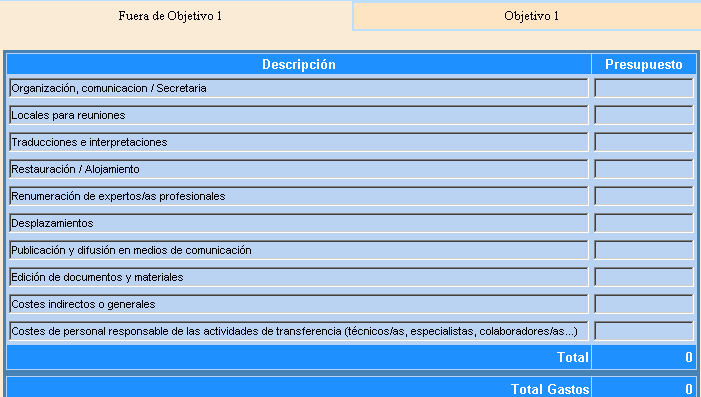 Fuera de Objetivo 1 Objetivo 1
Descripción Presupuesto
Organización, comunicacion / Secretaria
Locales para reuniones
Traducciones e interpretaciones
Restauración / Alojamiento
Renumeración de expertos/as profesionales
Desplazamientos
Publicación y difusión en medios de comunicación
Edición de documentos y materiales
Costes indirectos o generales
Costes de personal responsable de las actividades de transferencia (técnicos/as, especialistas, colaboradores/as...)
Total 0
Total Gastos 0